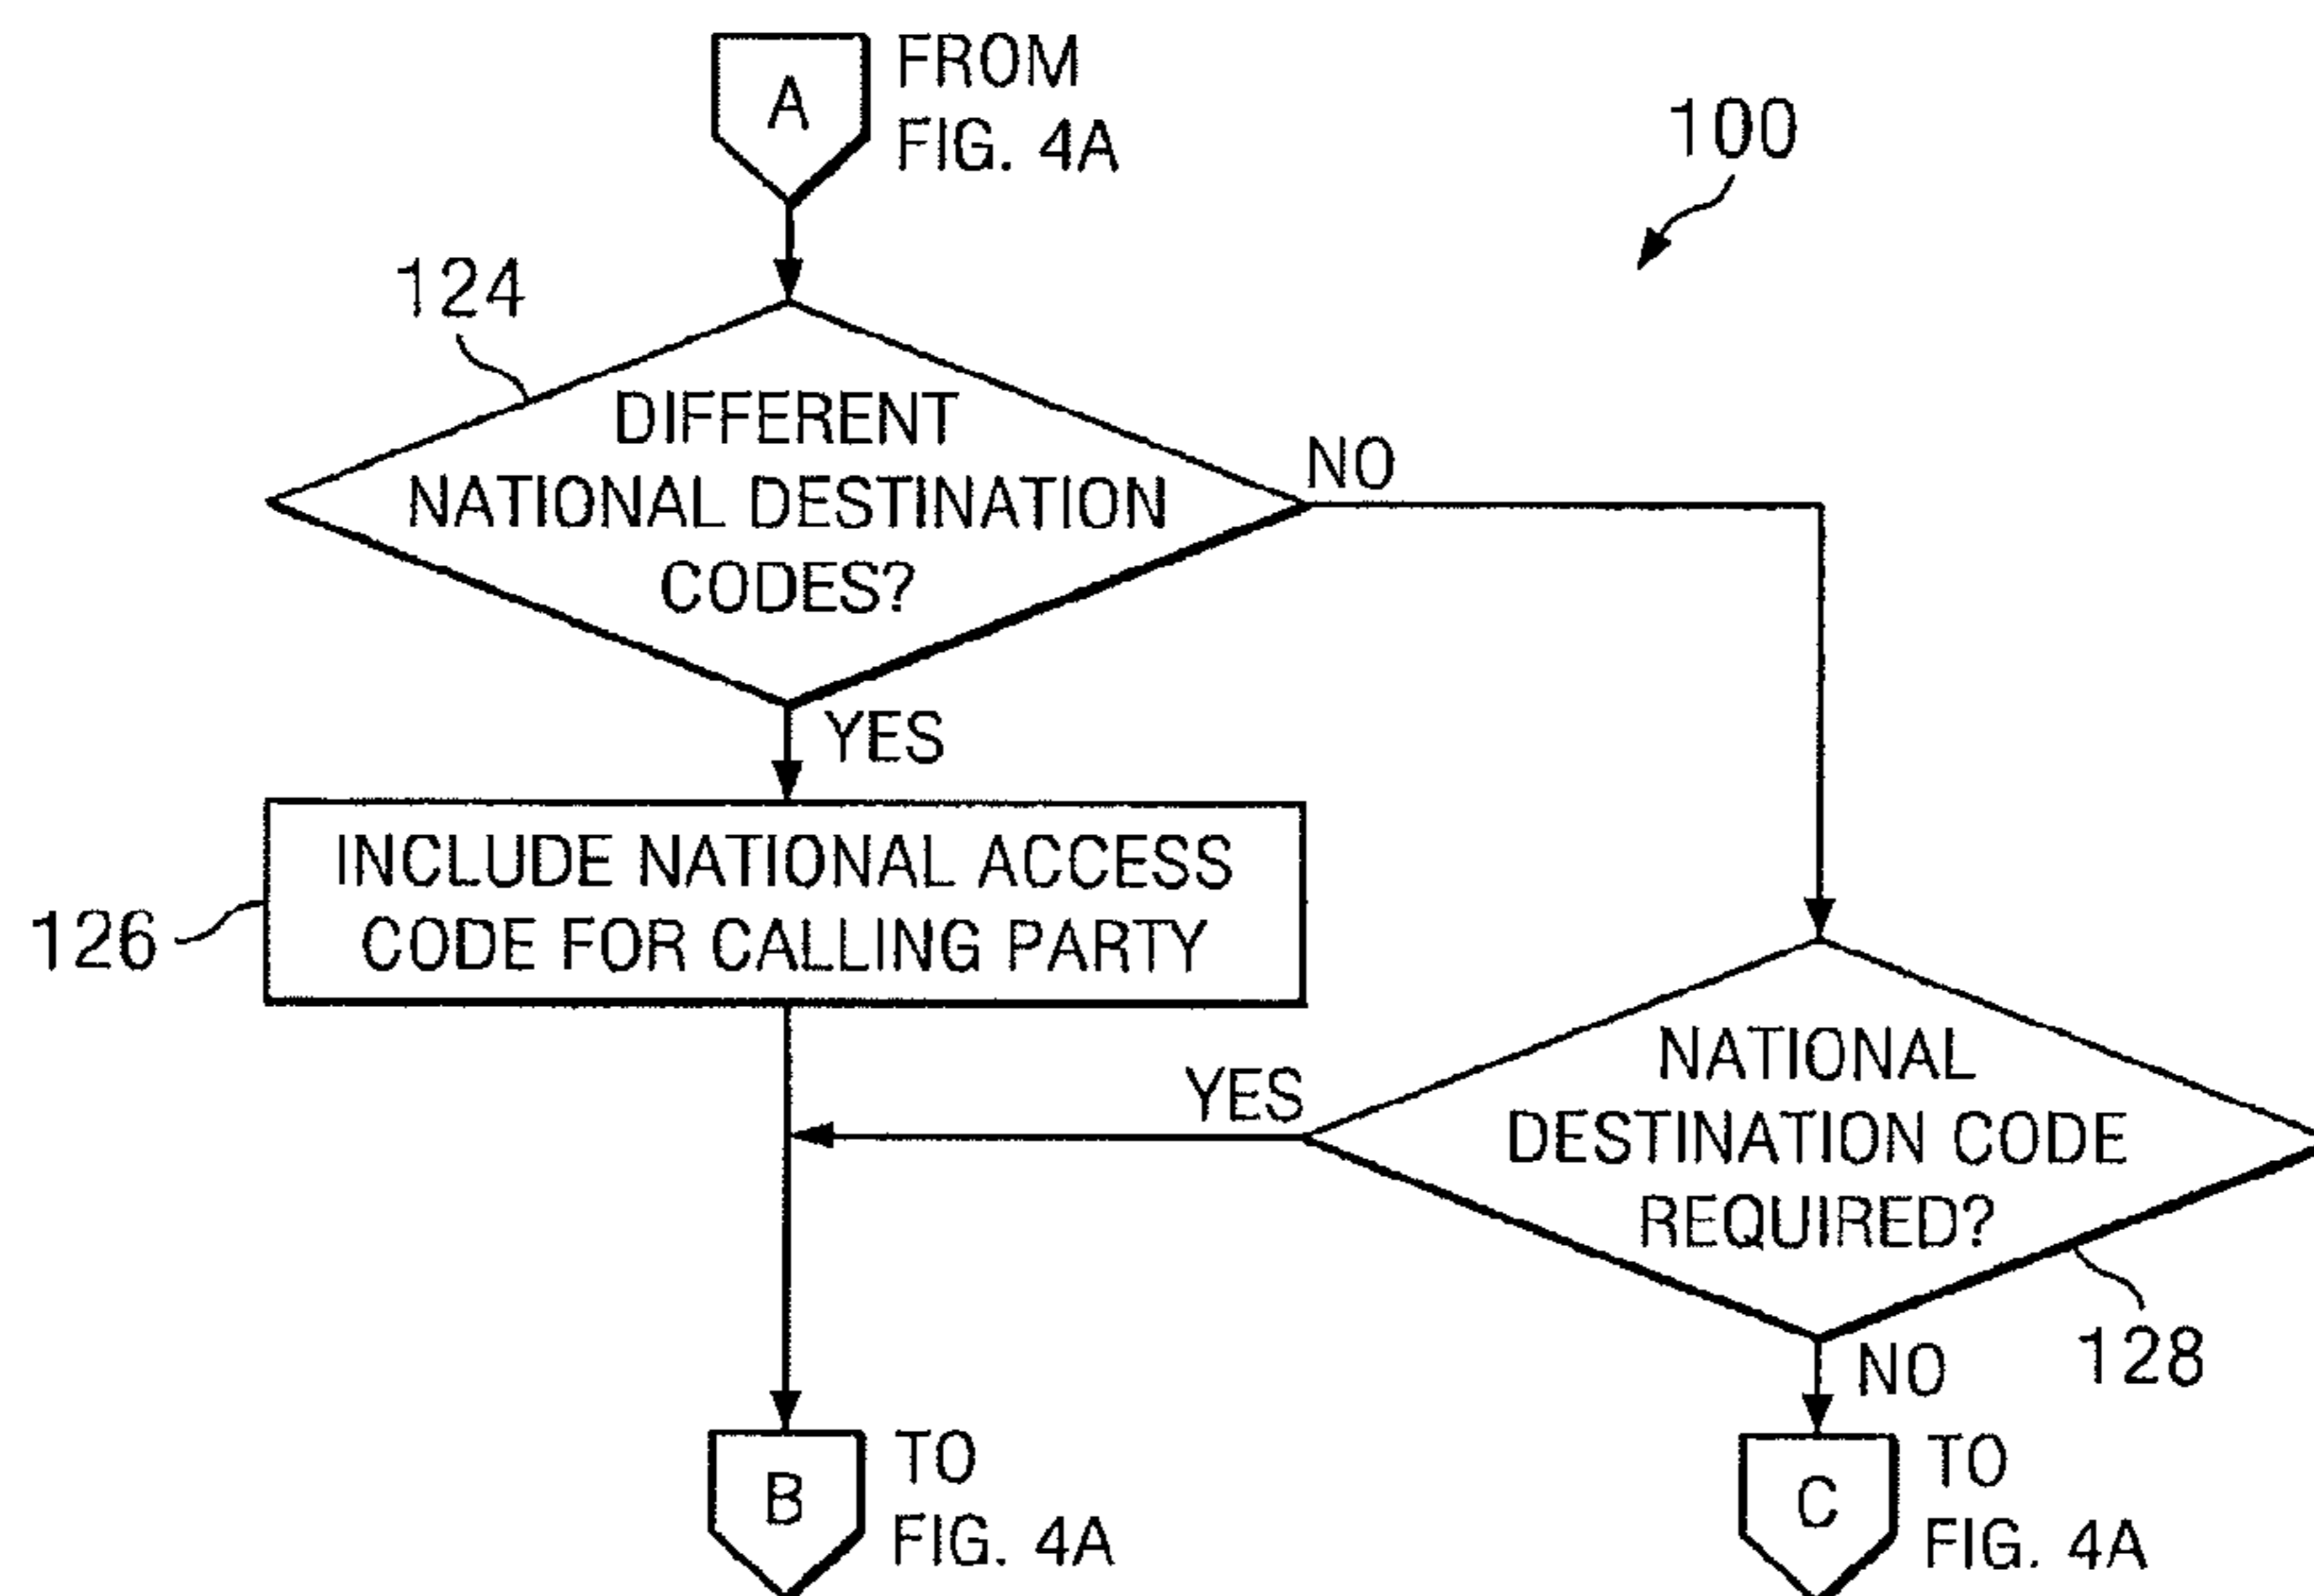 A
FROM
FIG. 4A
100
124
DIFFERENT
NATIONAL DESTINATION
CODES?
NO
YES
126
INCLUDE NATIONAL ACCESS
CODE FOR CALLING PARTY
YES
NATIONAL
DESTINATION CODE
REQUIRED?
128
NO
B
TO
FIG. 4A
C
TO
FIG. 4A